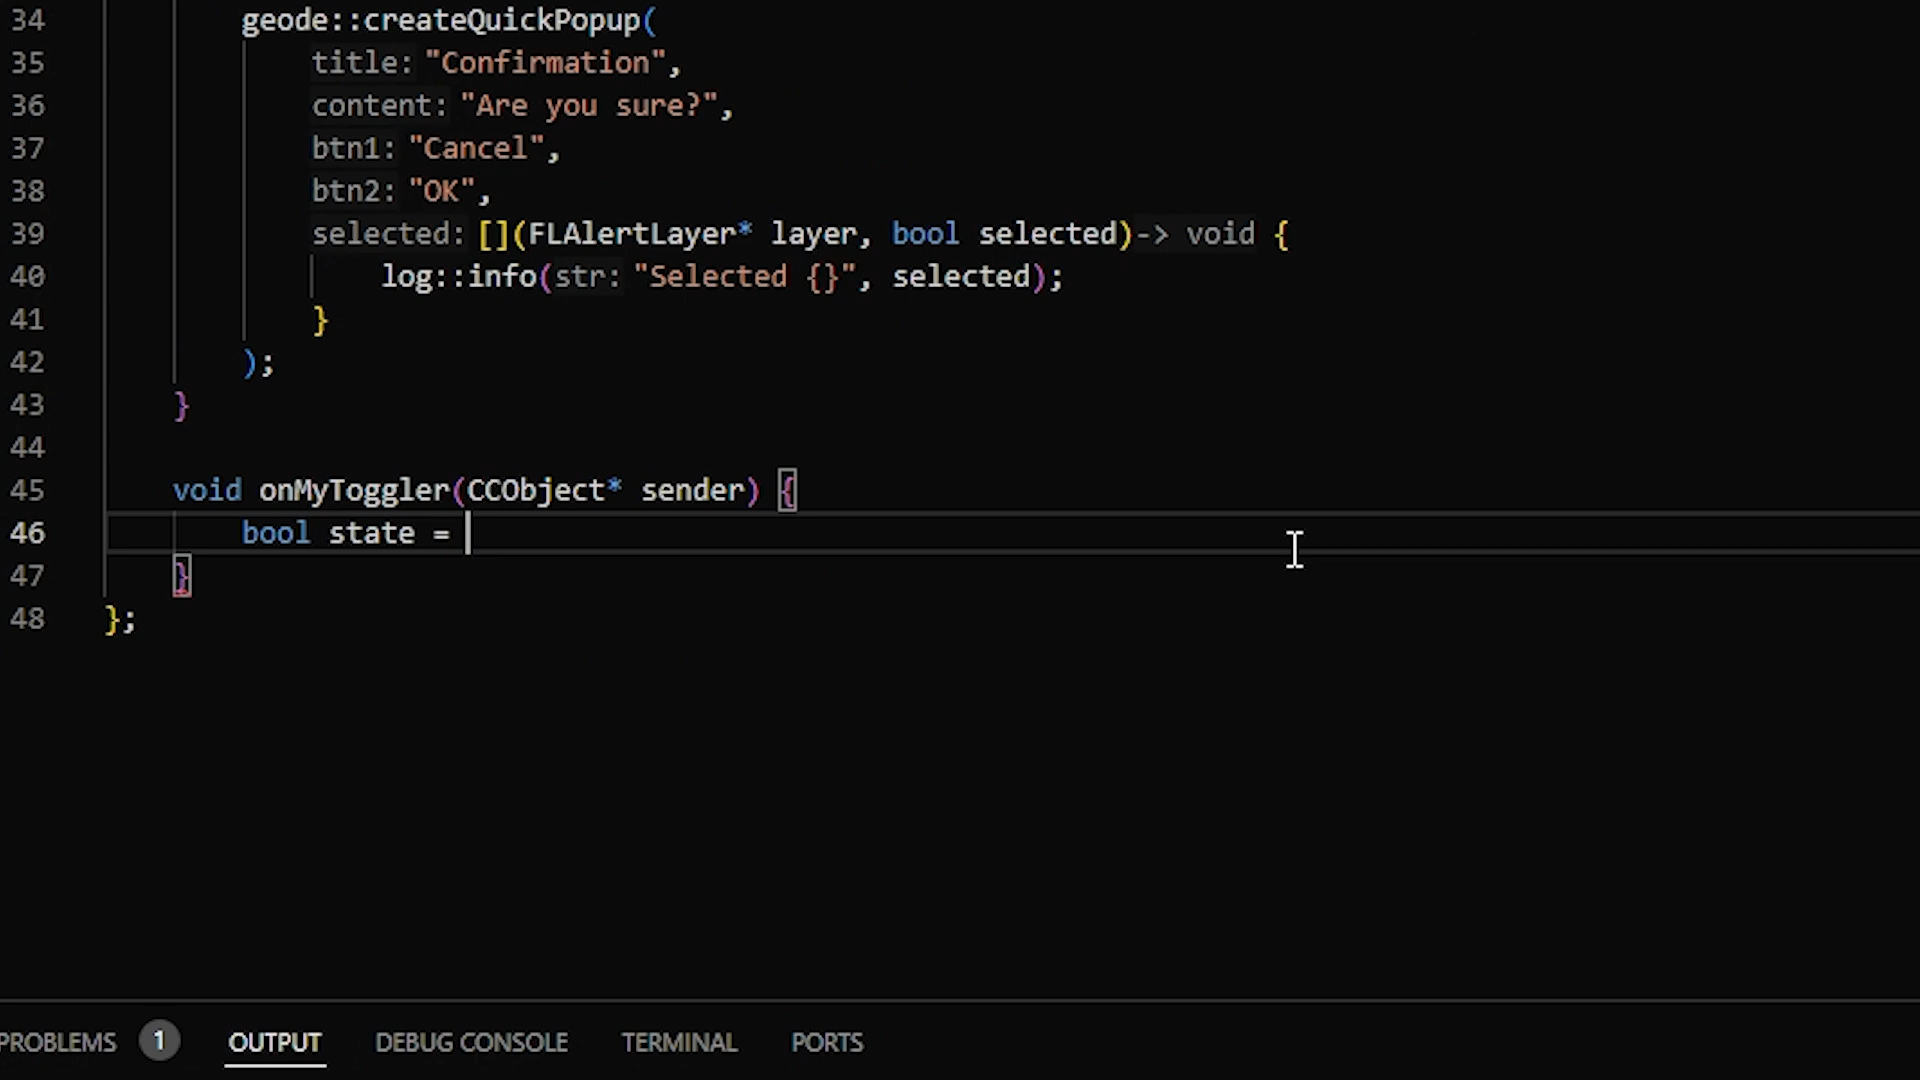 34 geode::createQuickPopup(
35 title: "Confirmation",
36 content: "Are you sure?",
37 btn1: "Cancel",
38 btn2: "OK",
39 selected: [](FLAlertLayer* layer, bool selected)-> void {
40 log::info(str: "Selected {}", selected);
41 }
42 );
43 }
44
45 void onMyToggler(CCObject* sender) {
46 bool state =
47 }
48 };
PROBLEMS 1 OUTPUT DEBUG CONSOLE TERMINAL PORTS